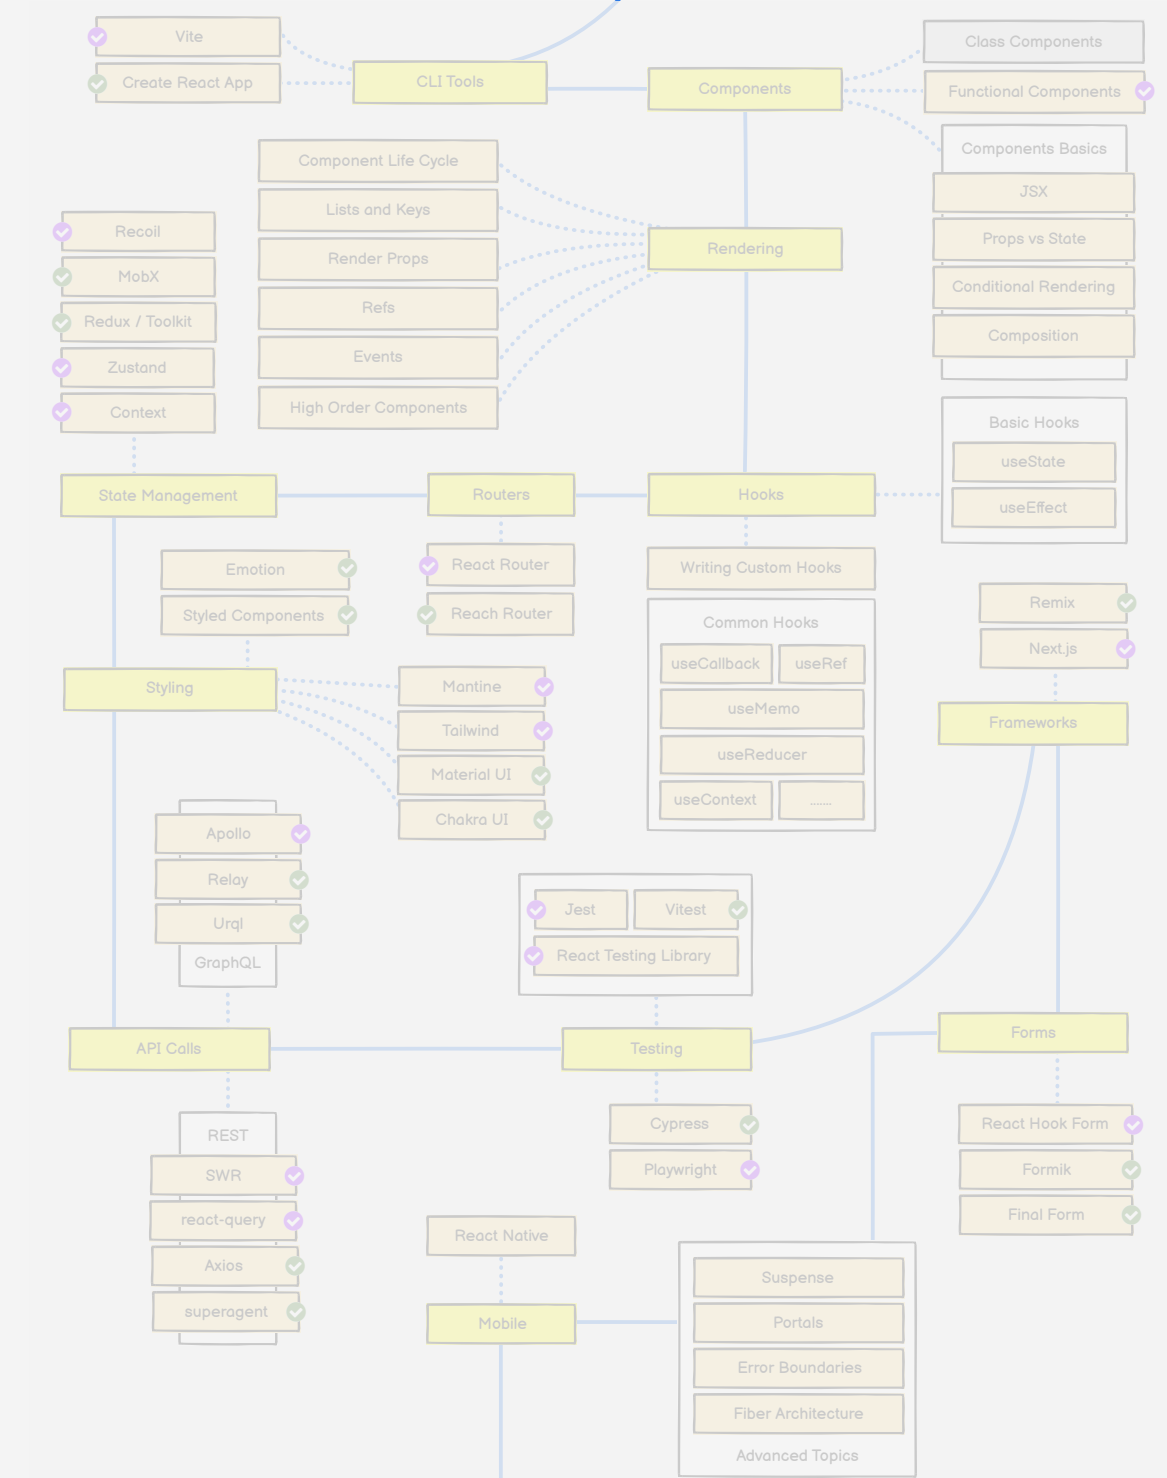 Vite
Create React App
CLI Tools
Components
Class Components
Functional Components
Components Basics
JSX
Props vs State
Conditional Rendering
Composition
Component Life Cycle
Lists and Keys
Render Props
Refs
Events
High Order Components
Rendering
Recoil
MobX
Redux / Toolkit
Zustand
Context
State Management
Routers
Hooks
Basic Hooks
useState
useEffect
Emotion
Styled Components
React Router
Reach Router
Writing Custom Hooks
Common Hooks
useCallback
useRef
useMemo
useReducer
useContext
.......
Remix
Next.js
Frameworks
Styling
Mantine
Tailwind
Material UI
Chakra UI
Apollo
Relay
Urql
GraphQL
Jest
Vitest
React Testing Library
API Calls
Testing
Forms
REST
SWR
react-query
Axios
superagent
Cypress
Playwright
React Hook Form
Formik
Final Form
React Native
Mobile
Suspense
Portals
Error Boundaries
Fiber Architecture
Advanced Topics